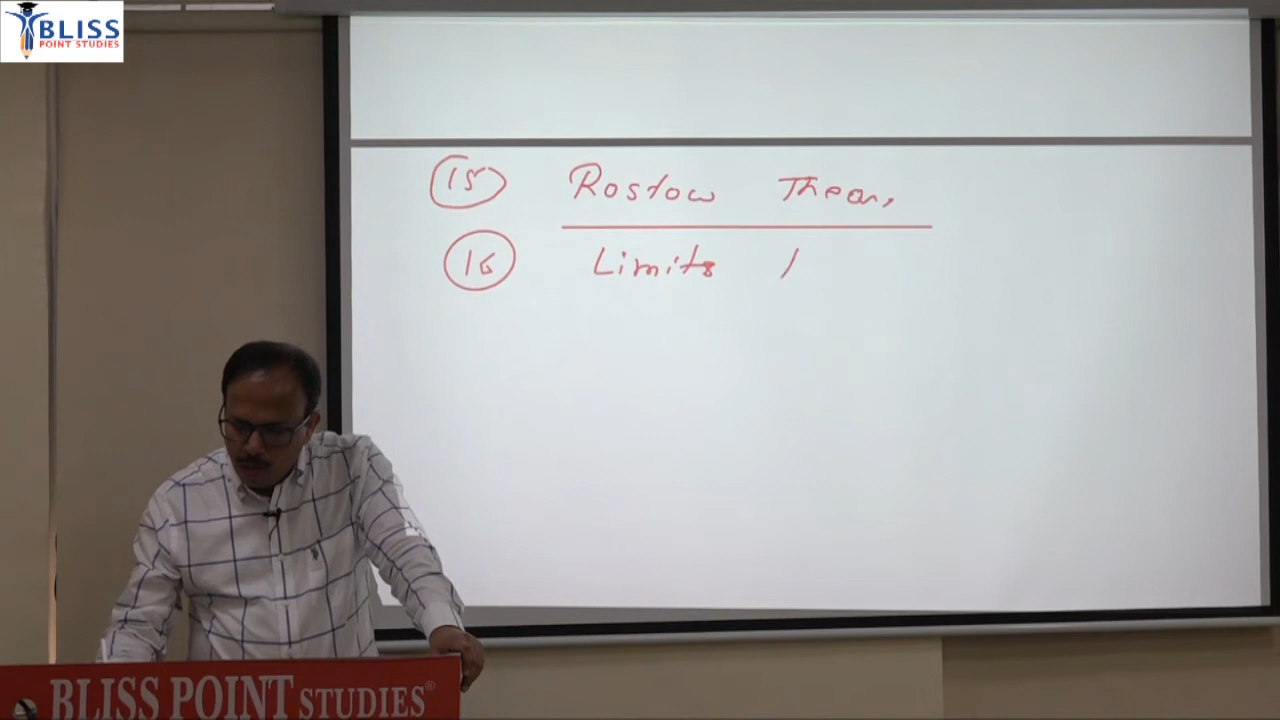 BLISS
POINT STUDIES
15 Rostow Theory
16 Limits /
BLISS POINT STUDIES®